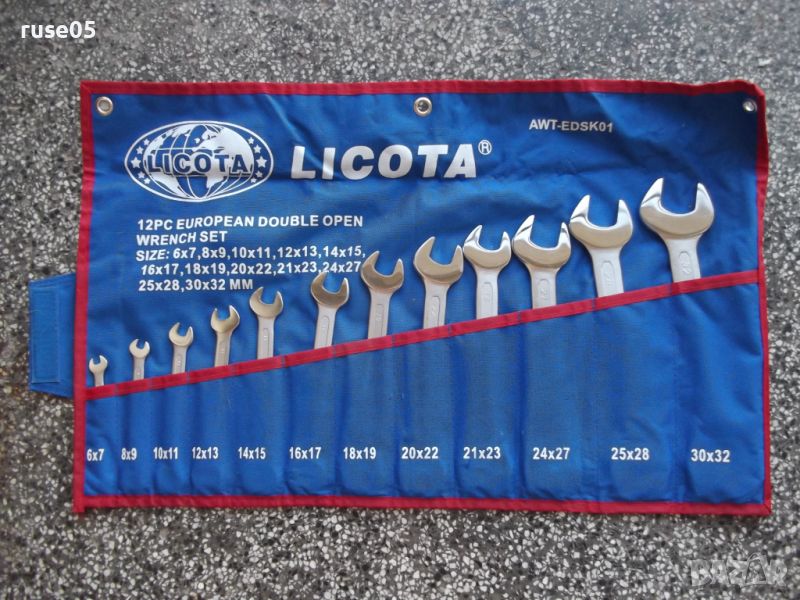 ruse05
AWT-EDSK01
LICOTA
LICOTA®
12PC EUROPEAN DOUBLE OPEN
WRENCH SET
SIZE: 6x7,8x9,10x11,12x13,14x15,
16x17,18x19,20x22,21x23,24x27
25x28,30x32 MM
6x7 8x9 10x11 12x13 14x15 16x17 18x19 20x22 21x23 24x27 25x28 30x32
BAZAR